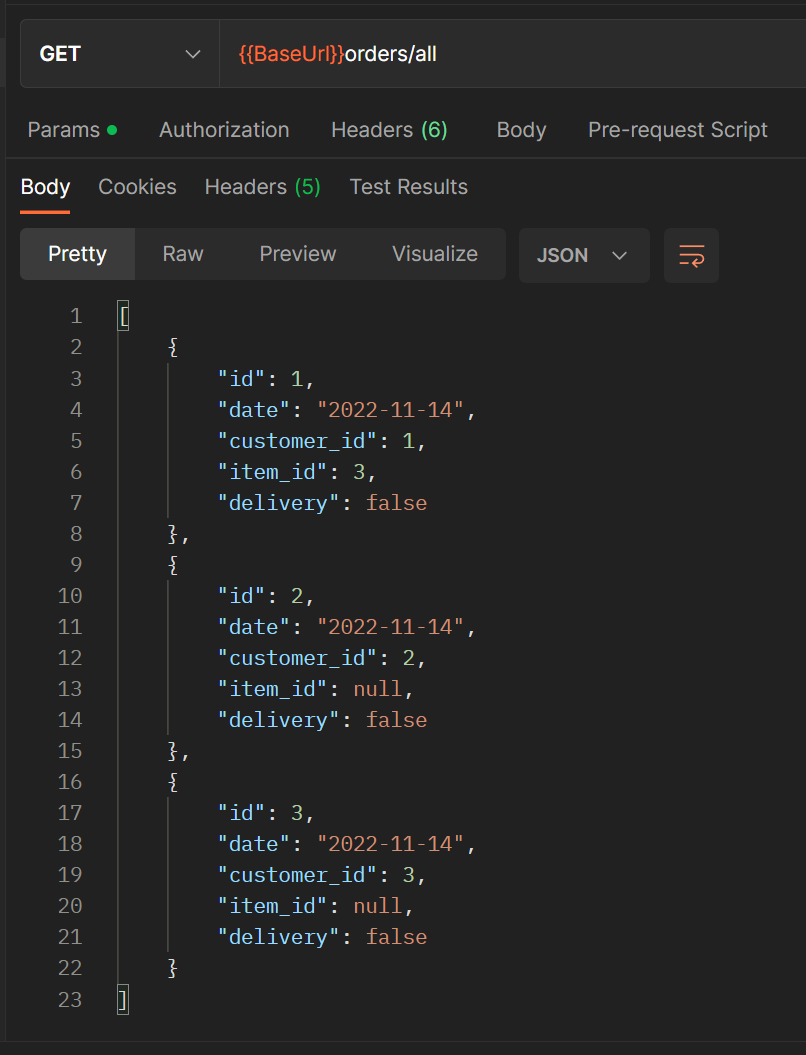 GET {{BaseUrl}}orders/all
Params Authorization Headers (6) Body Pre-request Script
Body Cookies Headers (5) Test Results
Pretty Raw Preview Visualize JSON
1 [
2 {
3 "id": 1,
4 "date": "2022-11-14",
5 "customer_id": 1,
6 "item_id": 3,
7 "delivery": false
8 },
9 {
10 "id": 2,
11 "date": "2022-11-14",
12 "customer_id": 2,
13 "item_id": null,
14 "delivery": false
15 },
16 {
17 "id": 3,
18 "date": "2022-11-14",
19 "customer_id": 3,
20 "item_id": null,
21 "delivery": false
22 }
23 ]